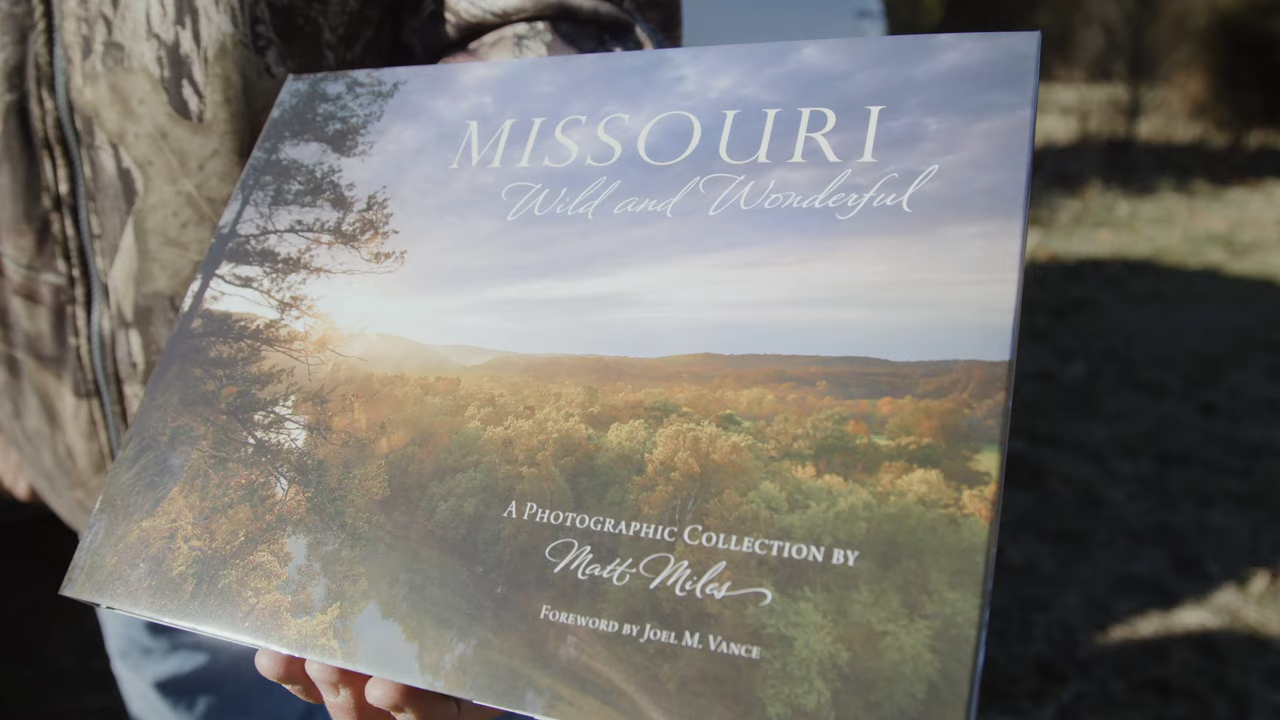 MISSOURI
Wild and Wonderful
A PHOTOGRAPHIC COLLECTION BY
Matt Miles
FOREWORD BY JOEL M. VANCE